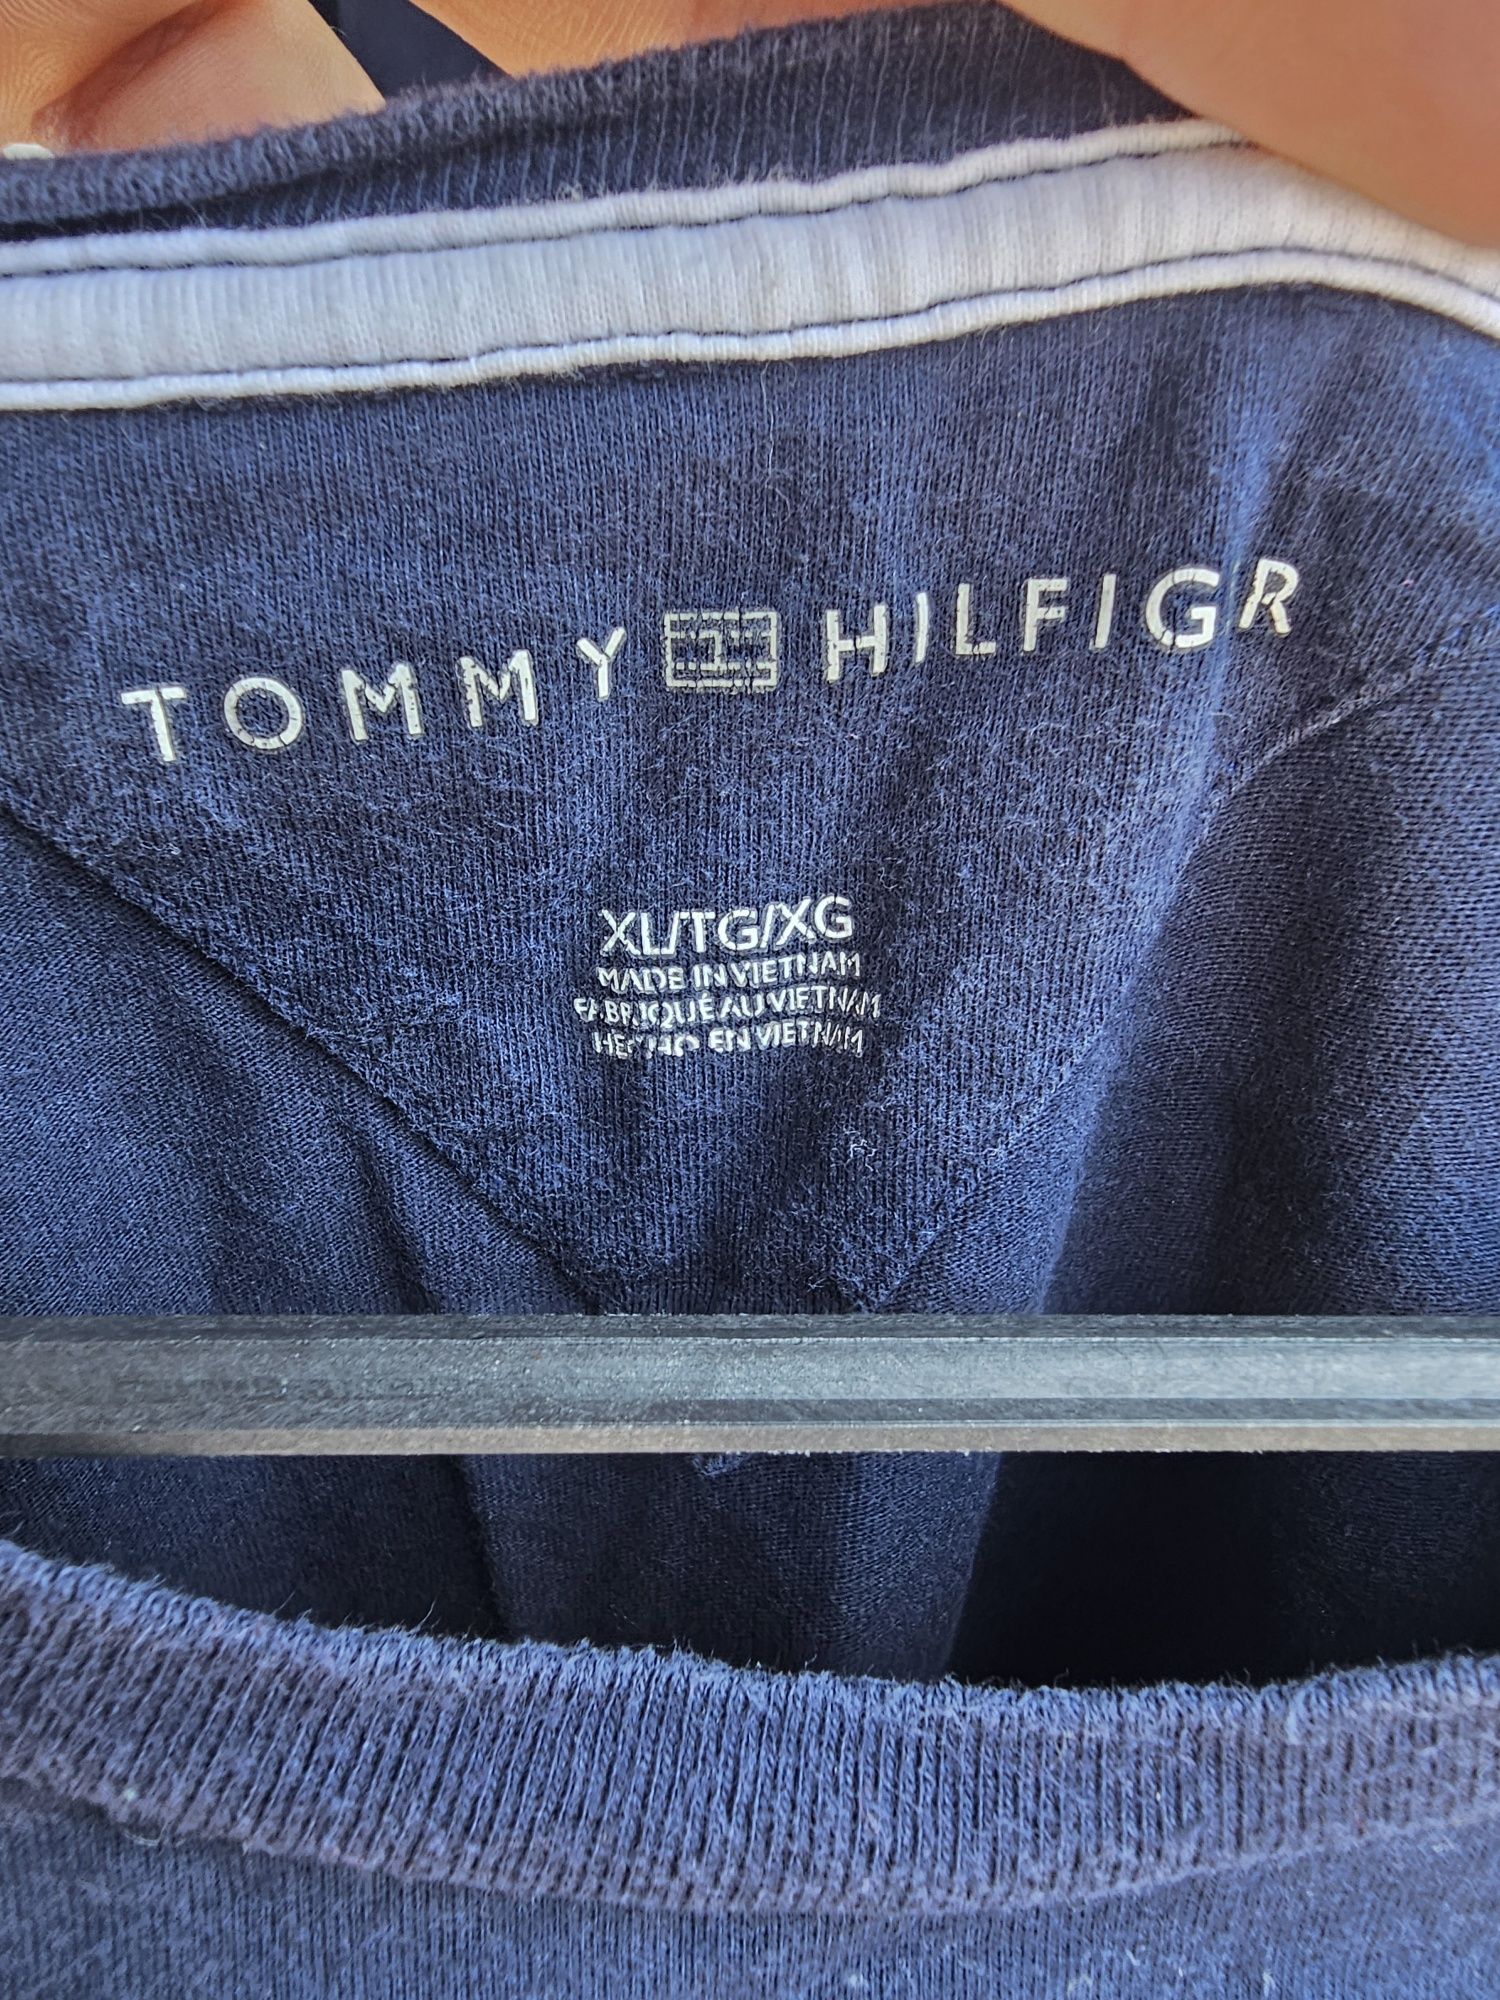 TOMMY HILFIGR
XL/TG/XG
MADE IN VIETNAM
FABRIQUÉ AU VIETNAM
HECHO EN VIETNAM